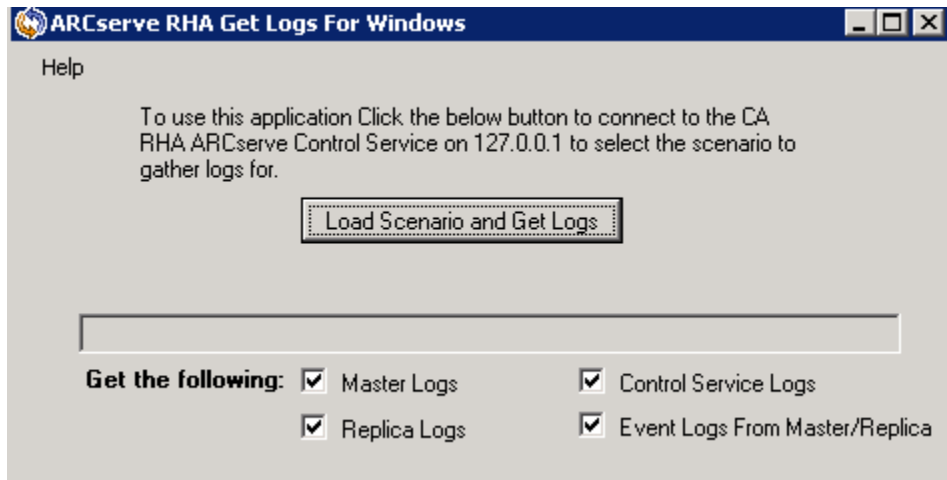 ARCserve RHA Get Logs For Windows
Help
To use this application Click the below button to connect to the CA
RHA ARCserve Control Service on 127.0.0.1 to select the scenario to
gather logs for.
Load Scenario and Get Logs
Get the following: Master Logs Control Service Logs
Replica Logs Event Logs From Master/Replica